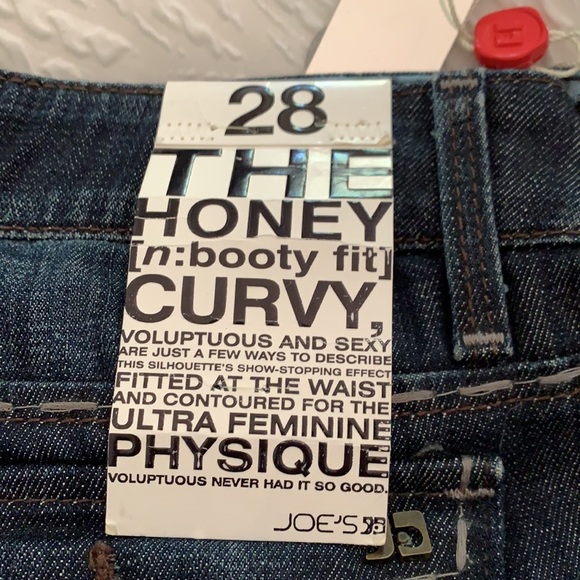 28
THE
HONEY
[n:booty fit]
CURVY,
VOLUPTUOUS AND SEXY
ARE JUST A FEW WAYS TO DESCRIBE
THIS SILHOUETTE'S SHOW-STOPPING EFFECT
FITTED AT THE WAIST
AND CONTOURED FOR THE
ULTRA FEMININE
PHYSIQUE
VOLUPTUOUS NEVER HAD IT SO GOOD.
JOE'S